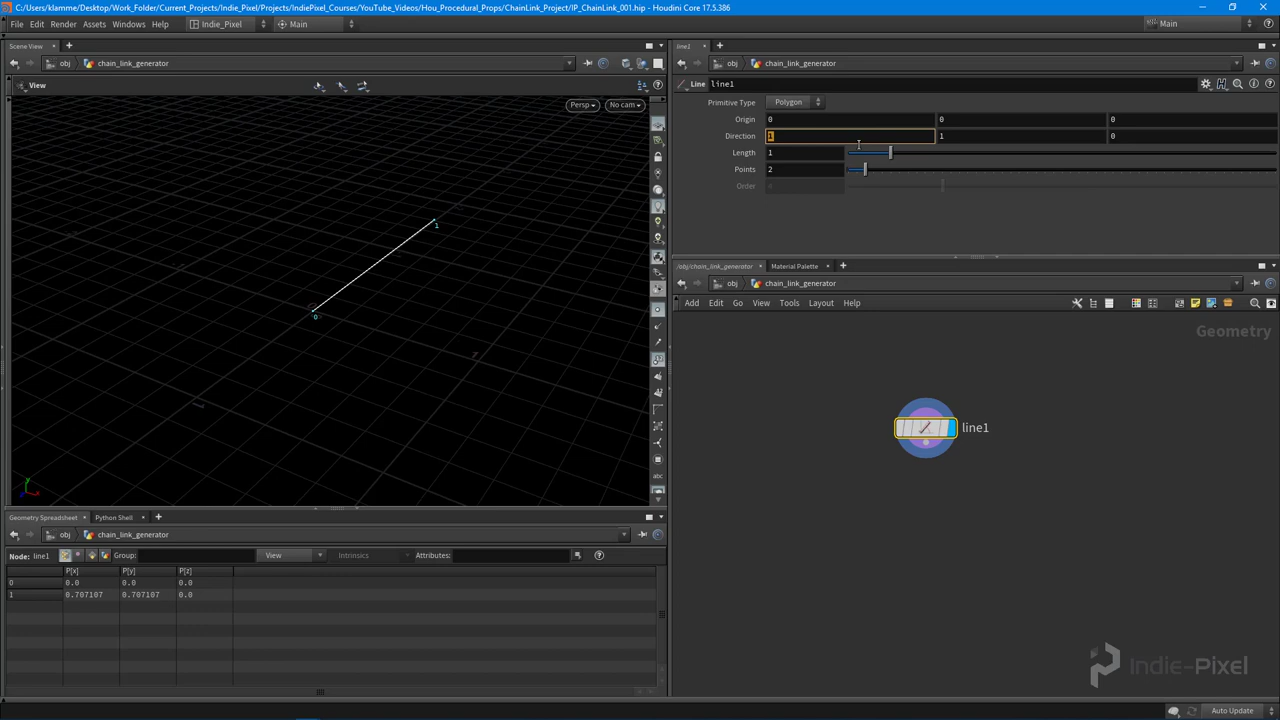 C:/Users/klamme/Desktop/Work_Folder/Current_Projects/Indie_Pixel/Projects/IndiePixel_Courses/YouTube_Videos/Hou_Procedural_Props/ChainLink_Project/IP_ChainLink_001.hip - Houdini Core 17.5.386
File Edit Render Assets Windows Help Indie_Pixel Main Main
Scene View
obj chain_link_generator
View
Persp No cam
1
0
z
y
x
abc
Geometry Spreadsheet Python Shell
obj chain_link_generator
Node: line1 Group: View Intrinsics Attributes:
P[x] P[y] P[z]
0 0.0 0.0 0.0
1 0.707107 0.707107 0.0
line1
obj chain_link_generator
Line line1
Primitive Type Polygon
Origin 0 0 0
Direction 1 1 0
Length 1
Points 2
Order
/obj/chain_link_generator Material Palette
obj chain_link_generator
Add Edit Go View Tools Layout Help
Geometry
line1
Indie-Pixel
Auto Update